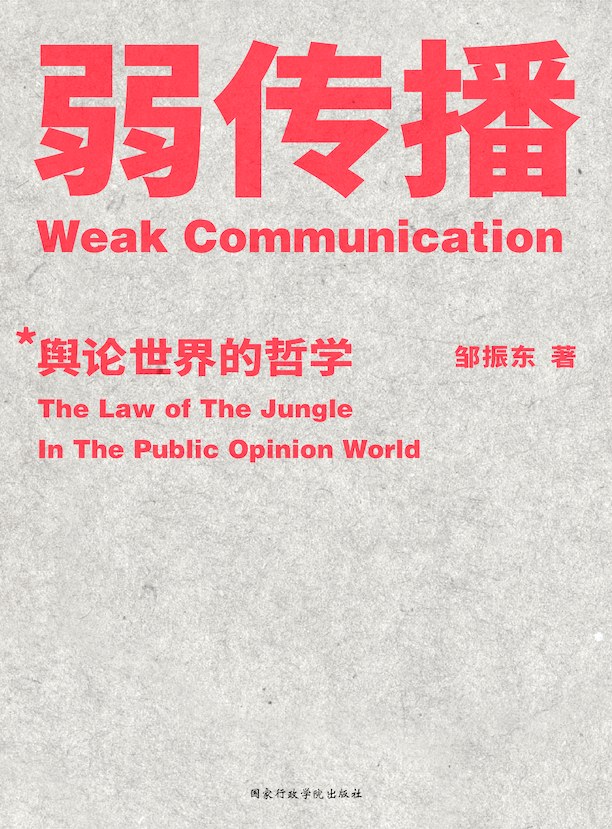 弱传播
Weak Communication
*舆论世界的哲学
邹振东 著
The Law of The Jungle
In The Public Opinion World
国家行政学院出版社